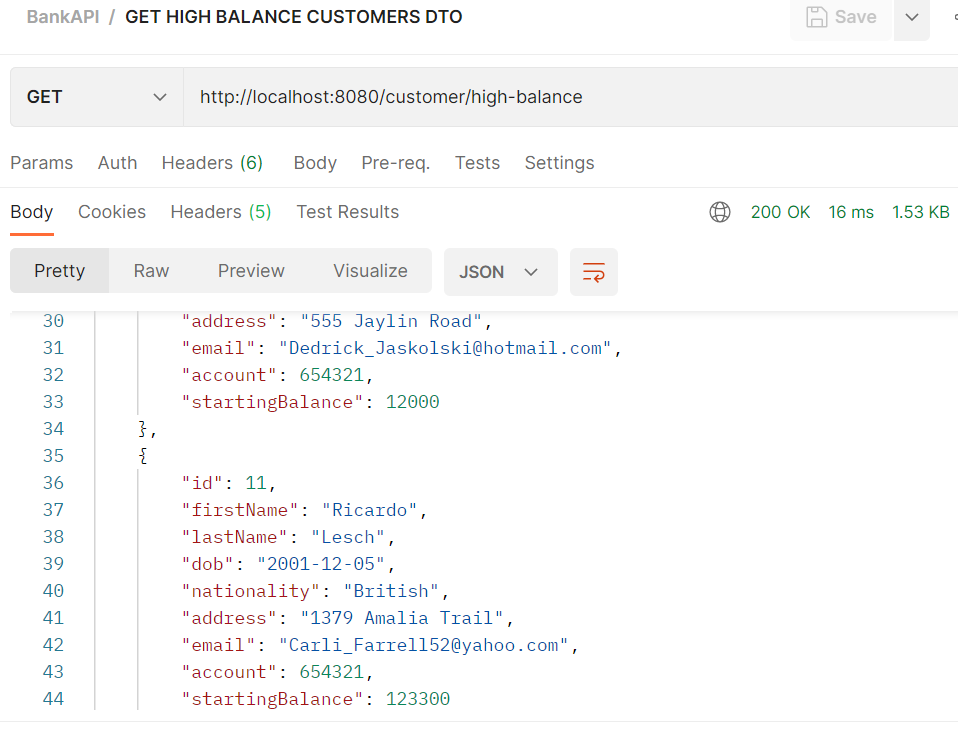 BankAPI / GET HIGH BALANCE CUSTOMERS DTO Save
GET http://localhost:8080/customer/high-balance
Params Auth Headers (6) Body Pre-req. Tests Settings
Body Cookies Headers (5) Test Results 200 OK 16 ms 1.53 KB
Pretty Raw Preview Visualize JSON
30 "address": "555 Jaylin Road",
31 "email": "Dedrick_Jaskolski@hotmail.com",
32 "account": 654321,
33 "startingBalance": 12000
34 },
35 {
36 "id": 11,
37 "firstName": "Ricardo",
38 "lastName": "Lesch",
39 "dob": "2001-12-05",
40 "nationality": "British",
41 "address": "1379 Amalia Trail",
42 "email": "Carli_Farrell52@yahoo.com",
43 "account": 654321,
44 "startingBalance": 123300